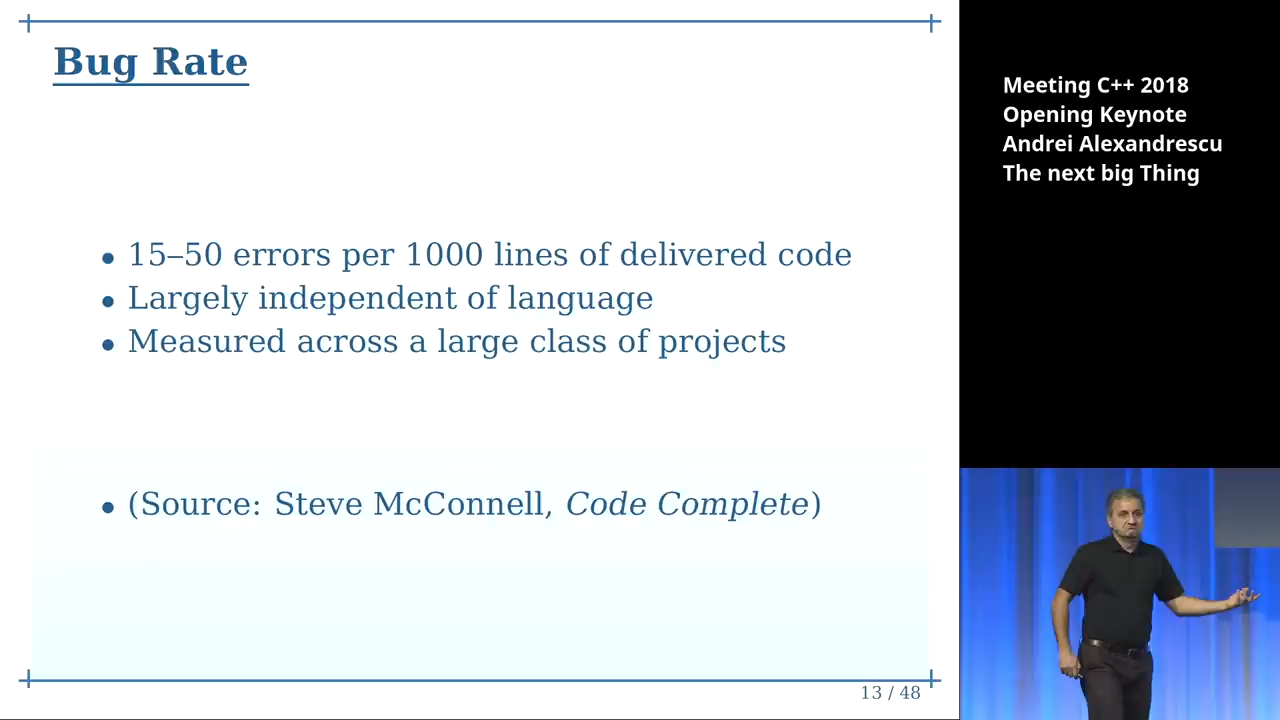 Bug Rate
• 15–50 errors per 1000 lines of delivered code
• Largely independent of language
• Measured across a large class of projects
• (Source: Steve McConnell, Code Complete)
13 / 48
Meeting C++ 2018
Opening Keynote
Andrei Alexandrescu
The next big Thing